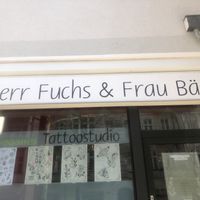 err Fuchs & Frau Bä
Tattoostudio